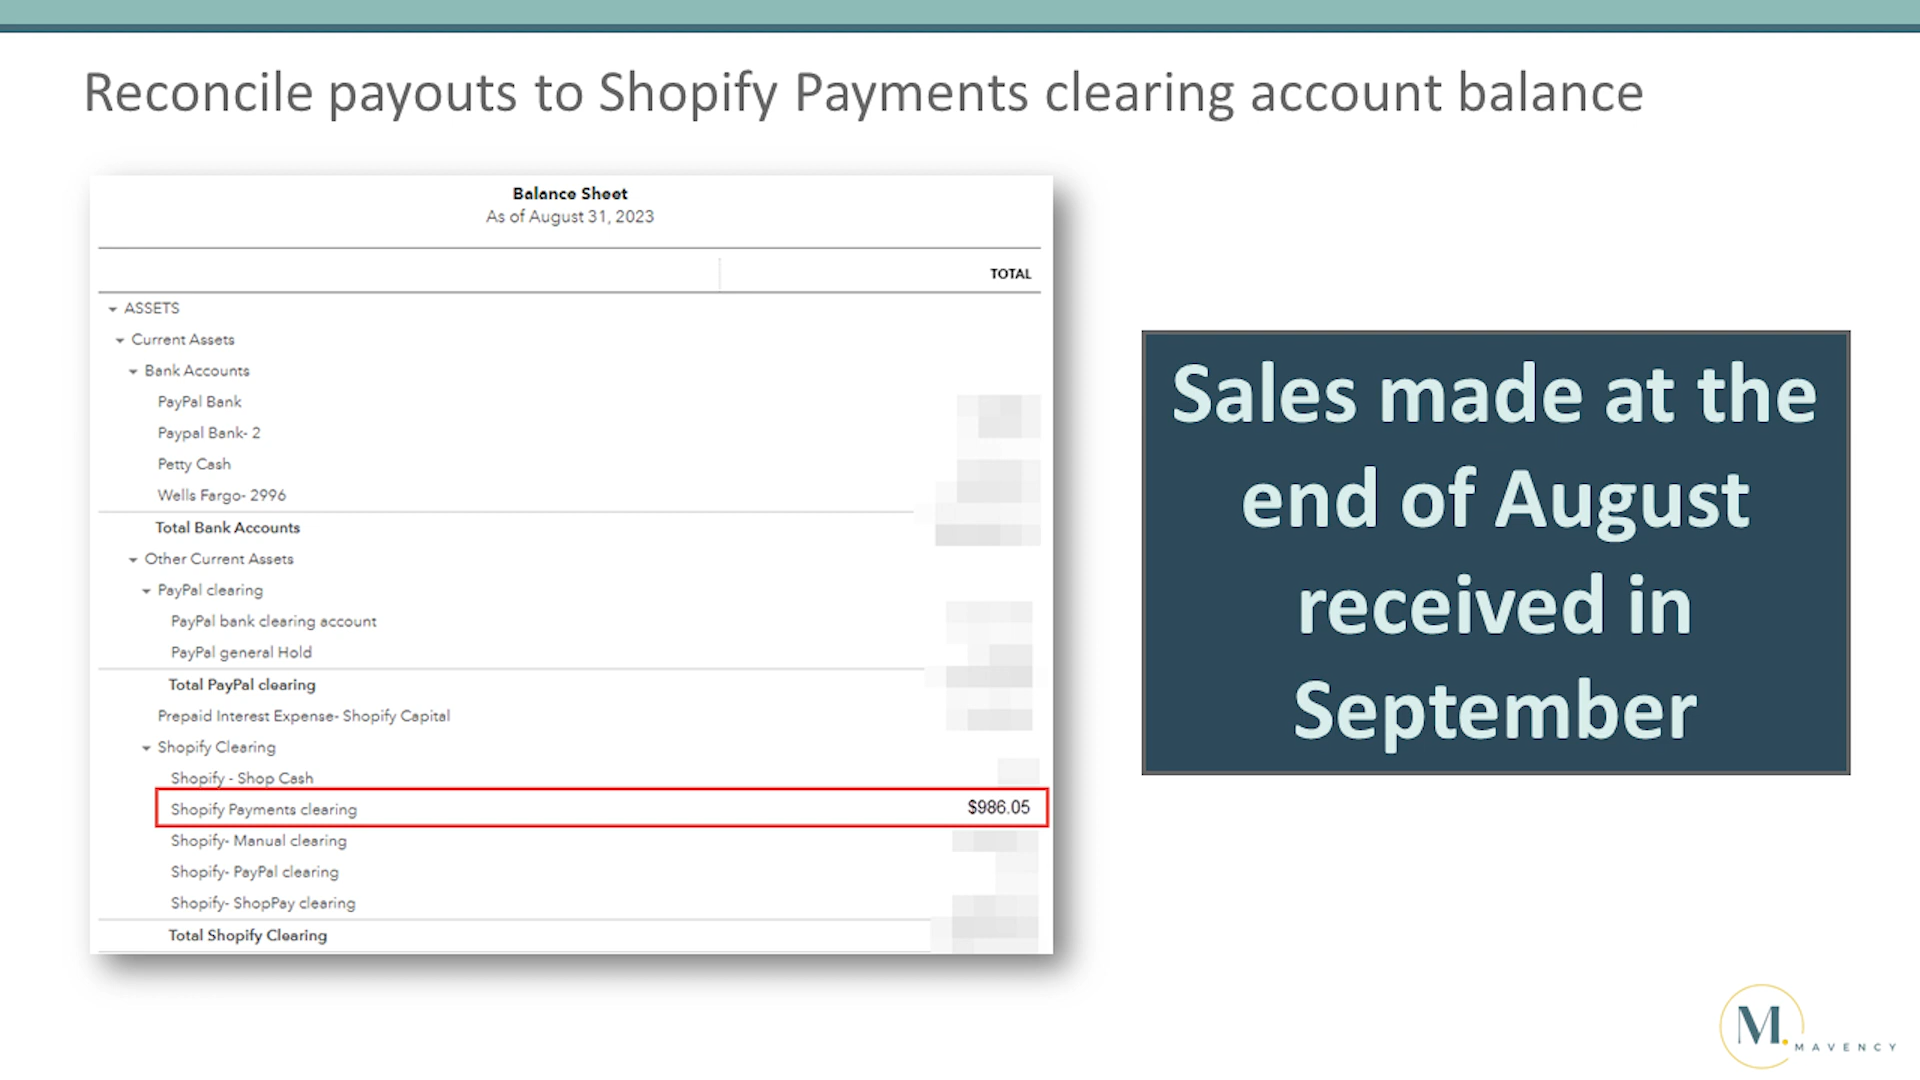 Reconcile payouts to Shopify Payments clearing account balance
Balance Sheet
As of August 31, 2023
TOTAL
ASSETS
Current Assets
Bank Accounts
PayPal Bank
Paypal Bank- 2
Petty Cash
Wells Fargo- 2996
Total Bank Accounts
Other Current Assets
PayPal clearing
PayPal bank clearing account
PayPal general Hold
Total PayPal clearing
Prepaid Interest Expense- Shopify Capital
Shopify Clearing
Shopify - Shop Cash
Shopify Payments clearing $986.05
Shopify- Manual clearing
Shopify- PayPal clearing
Shopify- ShopPay clearing
Total Shopify Clearing
Sales made at the
end of August
received in
September
M.
MAVENCY